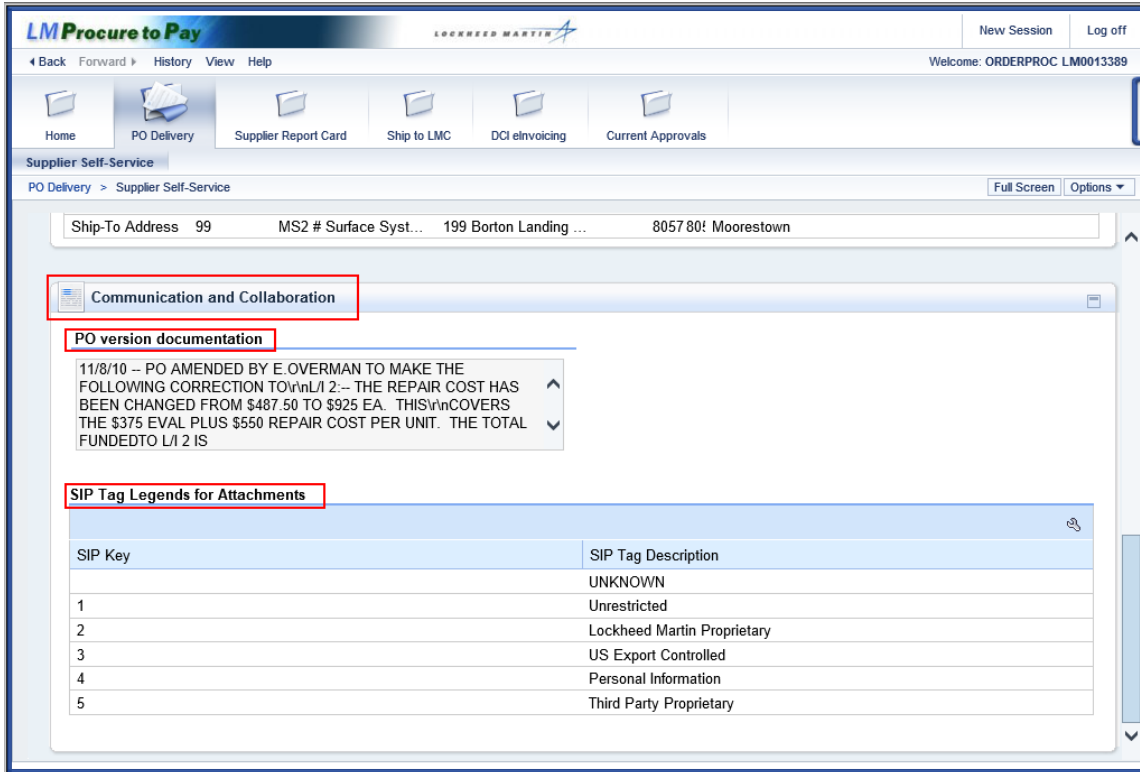 LM Procure to Pay LOCKHEED MARTIN New Session Log off
Back Forward History View Help Welcome: ORDERPROC LM0013389
Home PO Delivery Supplier Report Card Ship to LMC DCI eInvoicing Current Approvals
Supplier Self-Service
PO Delivery > Supplier Self-Service Full Screen Options
Ship-To Address 99 MS2 # Surface Syst... 199 Borton Landing ... 8057 Moorestown
Communication and Collaboration
PO version documentation
11/8/10 -- PO AMENDED BY E.OVERMAN TO MAKE THE
FOLLOWING CORRECTION TO\r\nL/I 2:-- THE REPAIR COST HAS
BEEN CHANGED FROM $487.50 TO $925 EA. THIS\r\nCOVERS
THE $375 EVAL PLUS $550 REPAIR COST PER UNIT. THE TOTAL
FUNDEDTO L/I 2 IS
SIP Tag Legends for Attachments
SIP Key SIP Tag Description
UNKNOWN
1 Unrestricted
2 Lockheed Martin Proprietary
3 US Export Controlled
4 Personal Information
5 Third Party Proprietary